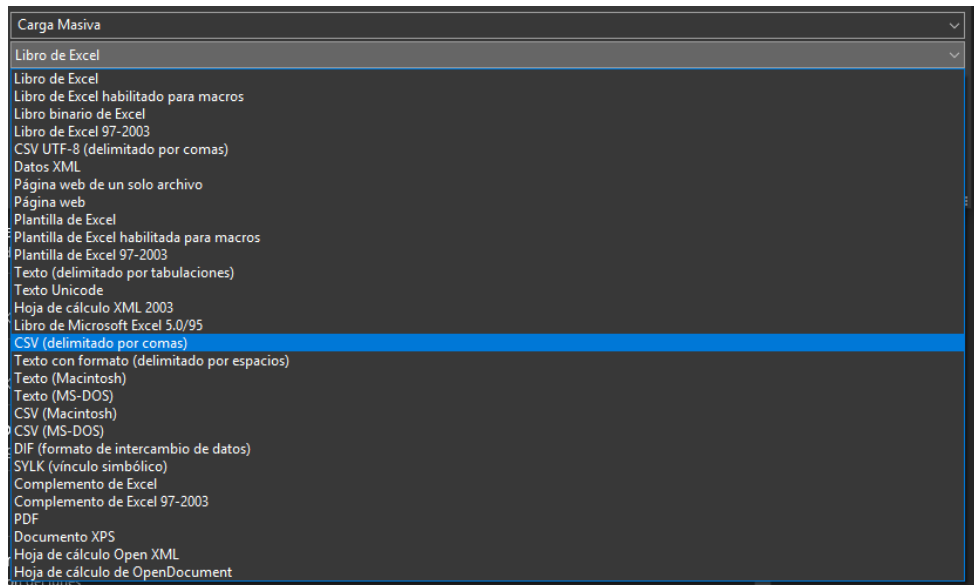 Carga Masiva
Libro de Excel
Libro de Excel
Libro de Excel habilitado para macros
Libro binario de Excel
Libro de Excel 97-2003
CSV UTF-8 (delimitado por comas)
Datos XML
Página web de un solo archivo
Página web
Plantilla de Excel
Plantilla de Excel habilitada para macros
Plantilla de Excel 97-2003
Texto (delimitado por tabulaciones)
Texto Unicode
Hoja de cálculo XML 2003
Libro de Microsoft Excel 5.0/95
CSV (delimitado por comas)
Texto con formato (delimitado por espacios)
Texto (Macintosh)
Texto (MS-DOS)
CSV (Macintosh)
CSV (MS-DOS)
DIF (formato de intercambio de datos)
SYLK (vínculo simbólico)
Complemento de Excel
Complemento de Excel 97-2003
PDF
Documento XPS
Hoja de cálculo Open XML
Hoja de cálculo de OpenDocument